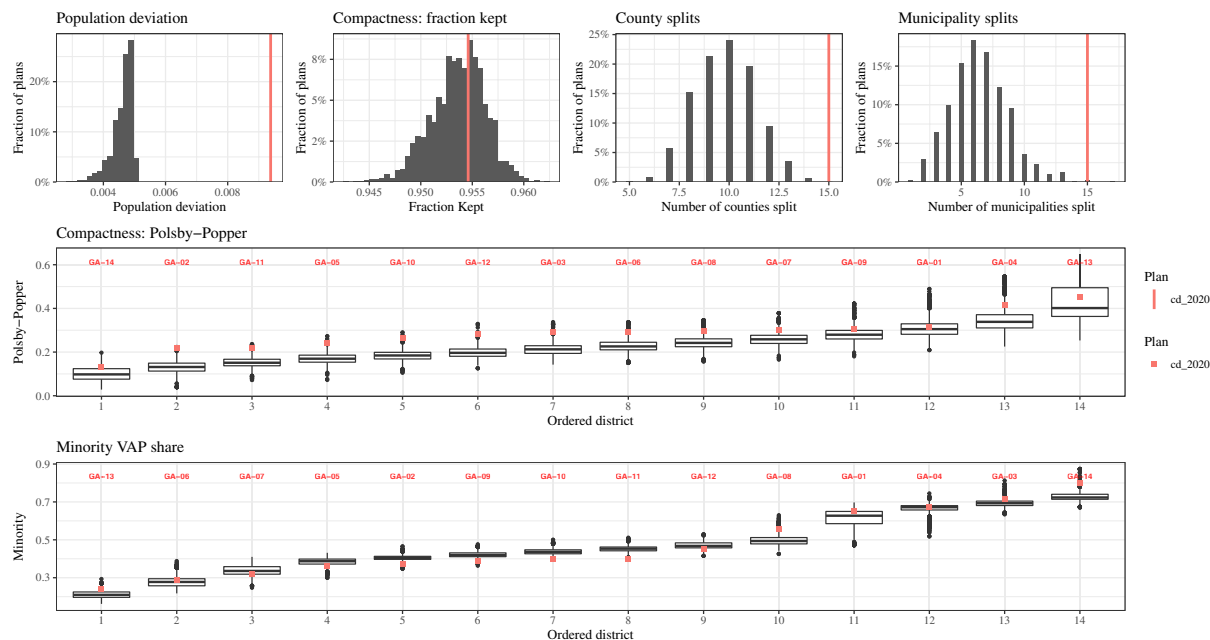 Population deviation
Compactness: fraction kept
County splits
Municipality splits
Fraction of plans
20%
10%
0%
0.004 0.006 0.008
Population deviation
Fraction of plans
8%
5%
2%
0%
0.945 0.950 0.955 0.960
Fraction Kept
Fraction of plans
25%
20%
15%
10%
5%
0%
5.0 7.5 10.0 12.5 15.0
Number of counties split
Fraction of plans
15%
10%
5%
0%
5 10 15
Number of municipalities split
Compactness: Polsby−Popper
GA−14 GA−02 GA−11 GA−05 GA−10 GA−12 GA−03 GA−06 GA−08 GA−07 GA−09 GA−01 GA−04 GA−13
Polsby−Popper
0.6
0.4
0.2
0.0
1 2 3 4 5 6 7 8 9 10 11 12 13 14
Ordered district
Plan
cd_2020
Plan
cd_2020
Minority VAP share
GA−13 GA−06 GA−07 GA−05 GA−02 GA−09 GA−10 GA−11 GA−12 GA−08 GA−01 GA−04 GA−03 GA−14
Minority
0.9
0.7
0.5
0.3
1 2 3 4 5 6 7 8 9 10 11 12 13 14
Ordered district